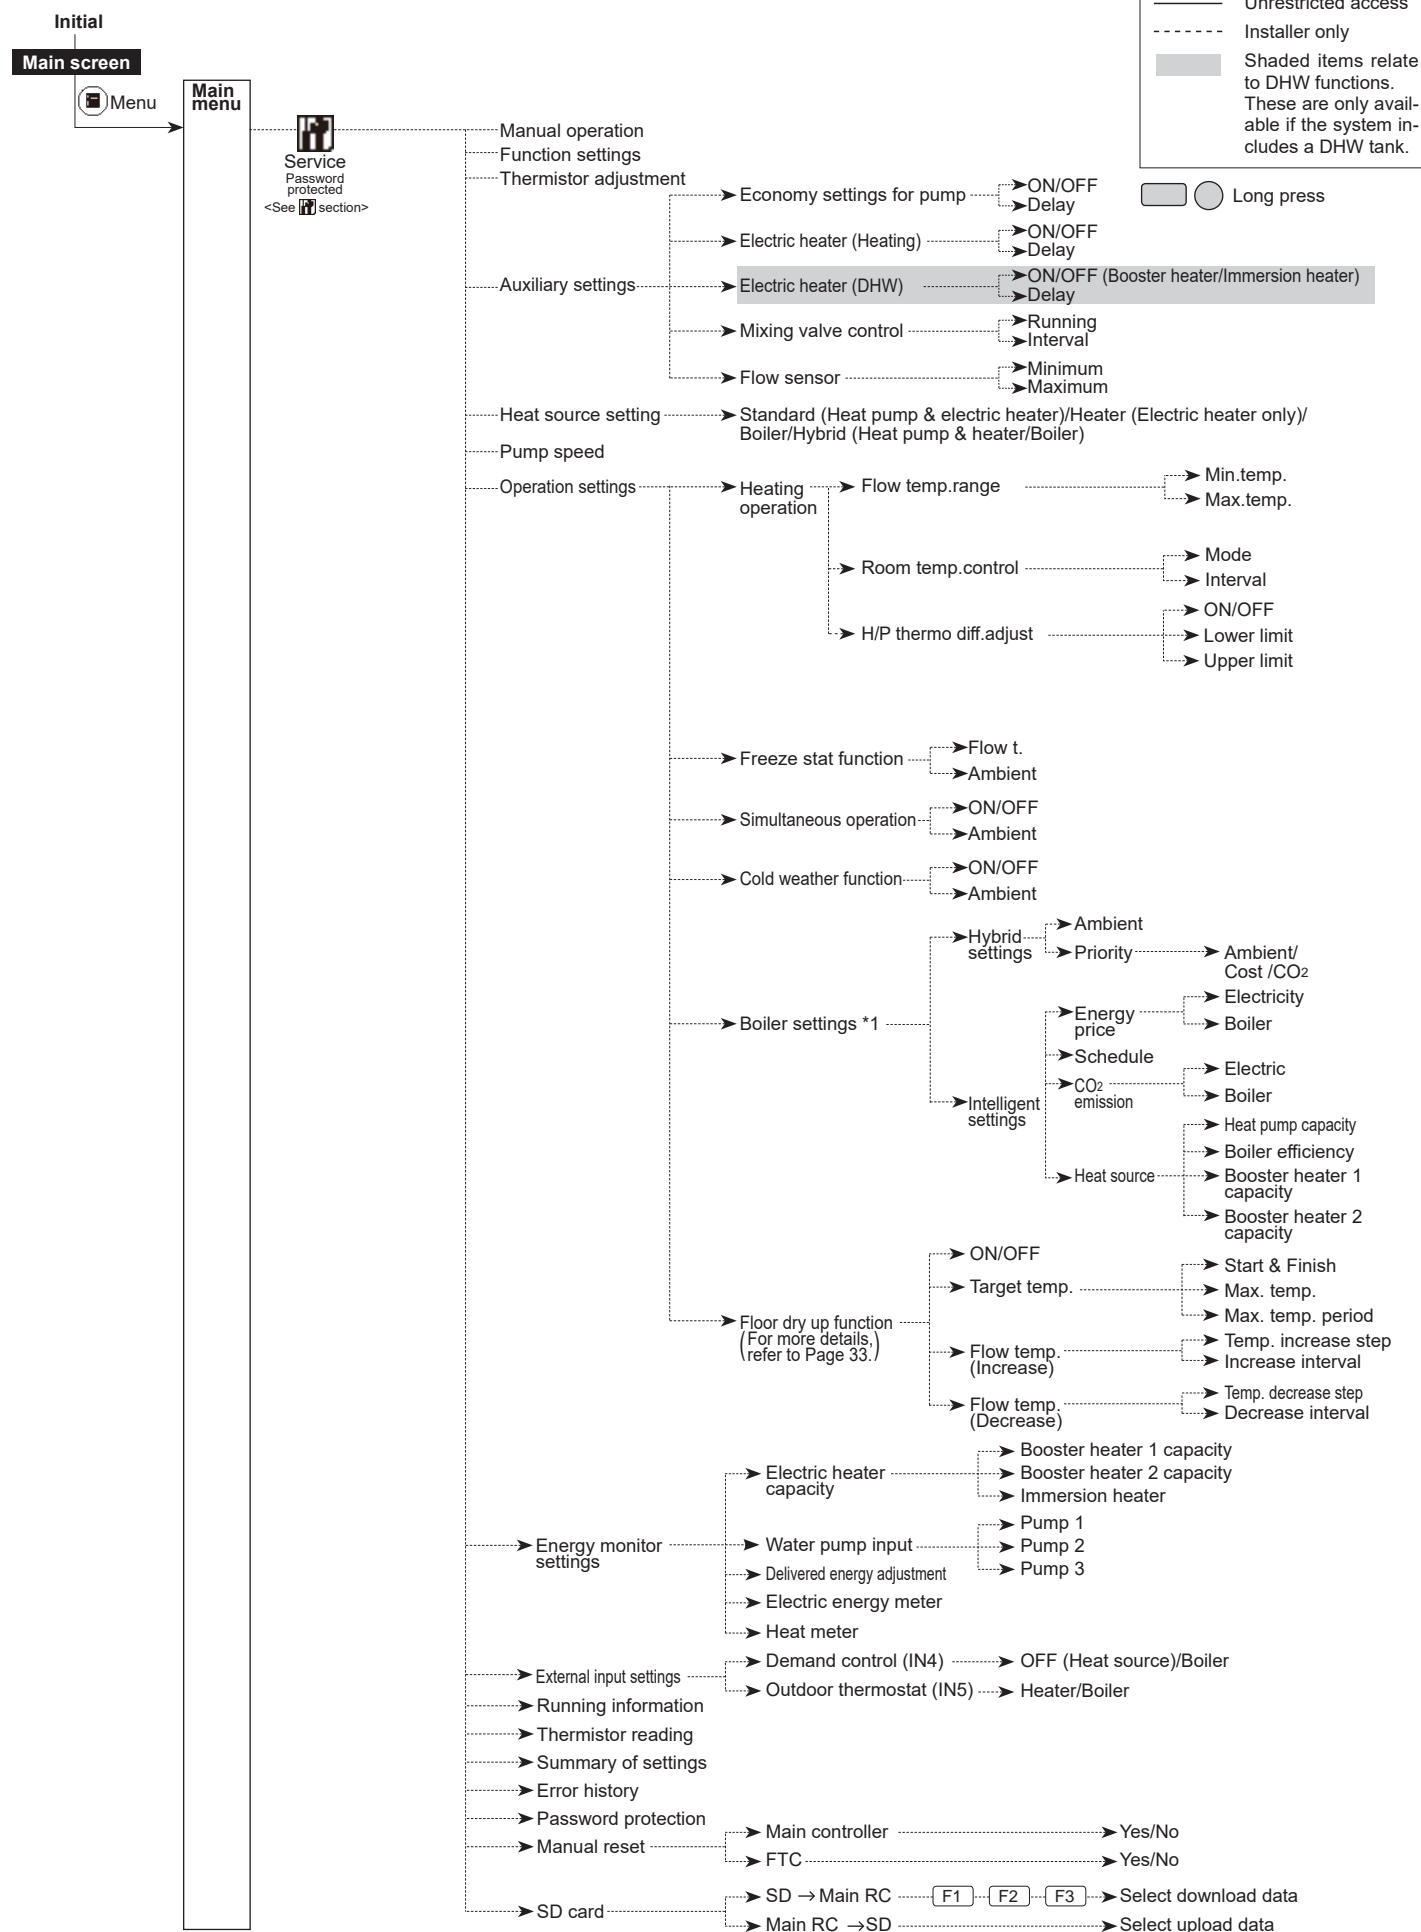 Initial
Main screen
Menu
Main
menu
Service
Password
protected
<See section>
Unrestricted access
Installer only
Shaded items relate
to DHW functions.
These are only avail-
able if the system in-
cludes a DHW tank.
Long press
Manual operation
Function settings
Thermistor adjustment
Auxiliary settings
Economy settings for pump
ON/OFF
Delay
Electric heater (Heating)
ON/OFF
Delay
Electric heater (DHW)
ON/OFF (Booster heater/Immersion heater)
Delay
Mixing valve control
Running
Interval
Flow sensor
Minimum
Maximum
Heat source setting
Standard (Heat pump & electric heater)/Heater (Electric heater only)/
Boiler/Hybrid (Heat pump & heater/Boiler)
Pump speed
Operation settings
Heating
operation
Flow temp.range
Min.temp.
Max.temp.
Room temp.control
Mode
Interval
H/P thermo diff.adjust
ON/OFF
Lower limit
Upper limit
Freeze stat function
Flow t.
Ambient
Simultaneous operation
ON/OFF
Ambient
Cold weather function
ON/OFF
Ambient
Boiler settings *1
Hybrid
settings
Ambient
Priority
Ambient/
Cost /CO2
Intelligent
settings
Energy
price
Electricity
Boiler
Schedule
CO2
emission
Electric
Boiler
Heat source
Heat pump capacity
Boiler efficiency
Booster heater 1
capacity
Booster heater 2
capacity
Floor dry up function
(For more details,
refer to Page 33.)
ON/OFF
Target temp.
Start & Finish
Max. temp.
Max. temp. period
Flow temp.
(Increase)
Temp. increase step
Increase interval
Flow temp.
(Decrease)
Temp. decrease step
Decrease interval
Energy monitor
settings
Electric heater
capacity
Booster heater 1 capacity
Booster heater 2 capacity
Immersion heater
Water pump input
Pump 1
Pump 2
Pump 3
Delivered energy adjustment
Electric energy meter
Heat meter
External input settings
Demand control (IN4)
OFF (Heat source)/Boiler
Outdoor thermostat (IN5)
Heater/Boiler
Running information
Thermistor reading
Summary of settings
Error history
Password protection
Manual reset
Main controller
Yes/No
FTC
Yes/No
SD card
SD → Main RC
F1
F2
F3
Select download data
Main RC → SD
Select upload data